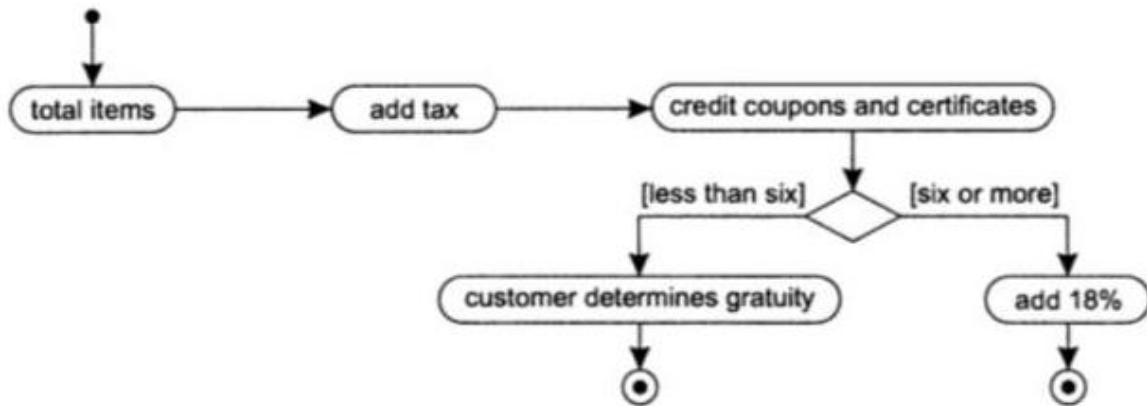 total items
add tax
credit coupons and certificates
[less than six]
[six or more]
customer determines gratuity
add 18%